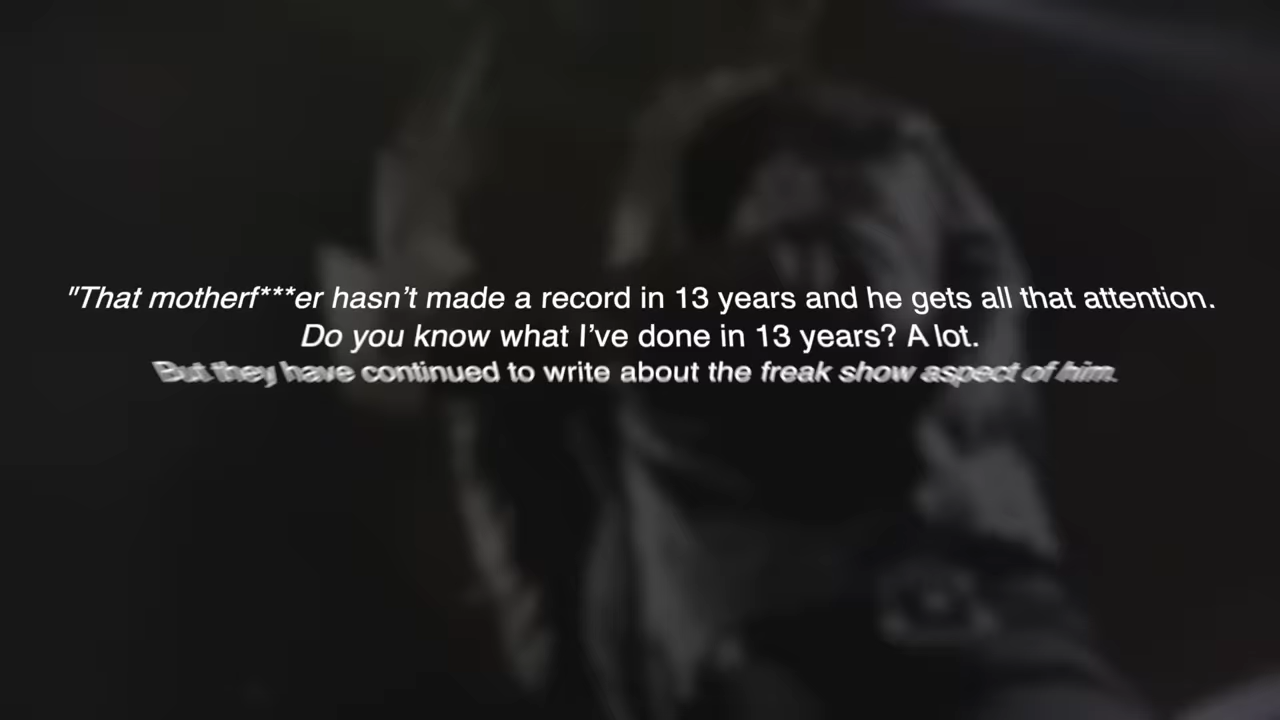 "That motherf***er hasn't made a record in 13 years and he gets all that attention.
Do you know what I've done in 13 years? A lot.
But they have continued to write about the freak show aspect of him.